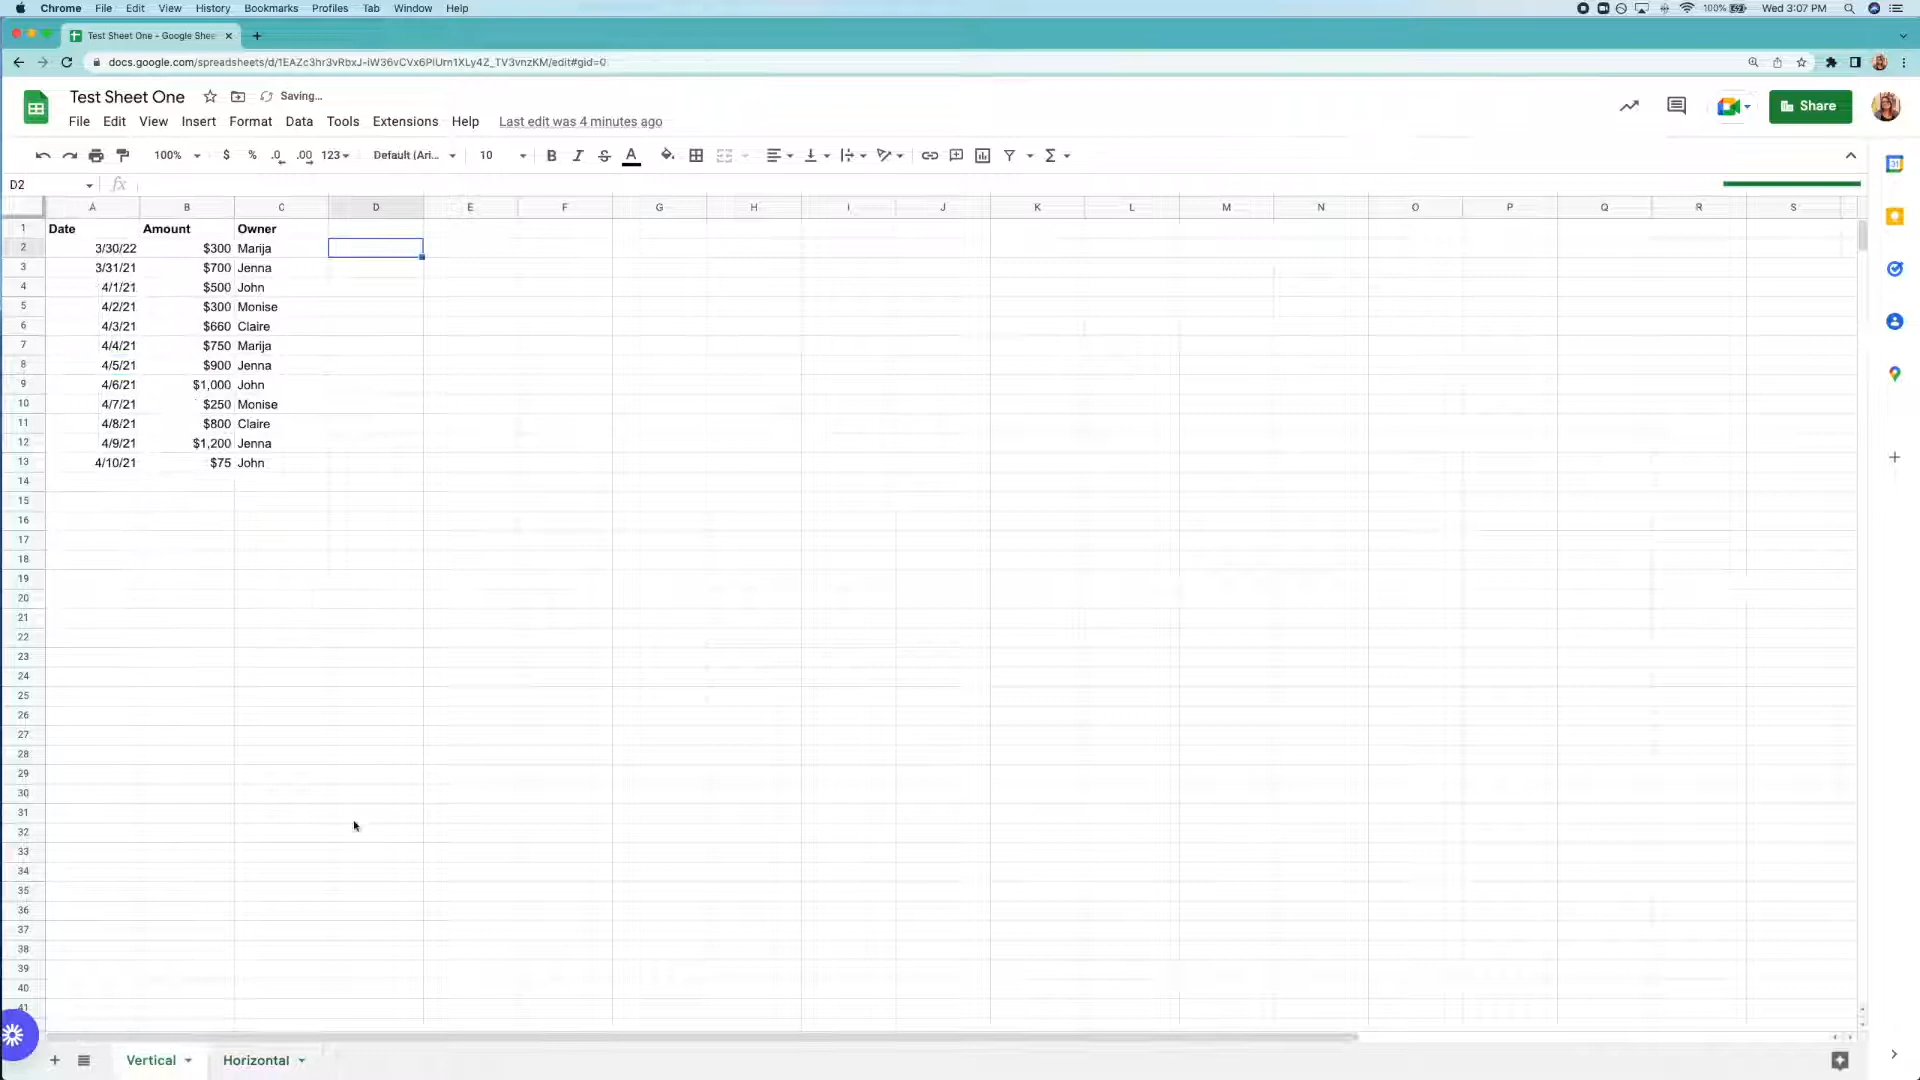 Chrome File Edit View History Bookmarks Profiles Tab Window Help 100% Wed 3:07 PM
Test Sheet One - Google Shee
docs.google.com/spreadsheets/d/1EAZc3hr3vRbxJ-iW36vCVx6PlUrn1XLy4Z_TV3vnzKM/edit#gid=0
Test Sheet One Saving... Share
File Edit View Insert Format Data Tools Extensions Help Last edit was 4 minutes ago
100% $ % .0 .00 123 Default (Ari... 10 B I S A Σ
31
D2 fx
A B C D E F G H I J K L M N O P Q R S
1 Date Amount Owner
2 3/30/22 $300 Marija
3 3/31/21 $700 Jenna
4 4/1/21 $500 John
5 4/2/21 $300 Monise
6 4/3/21 $660 Claire
7 4/4/21 $750 Marija
8 4/5/21 $900 Jenna
9 4/6/21 $1,000 John
10 4/7/21 $250 Monise
11 4/8/21 $800 Claire
12 4/9/21 $1,200 Jenna
13 4/10/21 $75 John
14
15
16
17
18
19
20
21
22
23
24
25
26
27
28
29
30
31
32
33
34
35
36
37
38
39
40
41
Vertical Horizontal